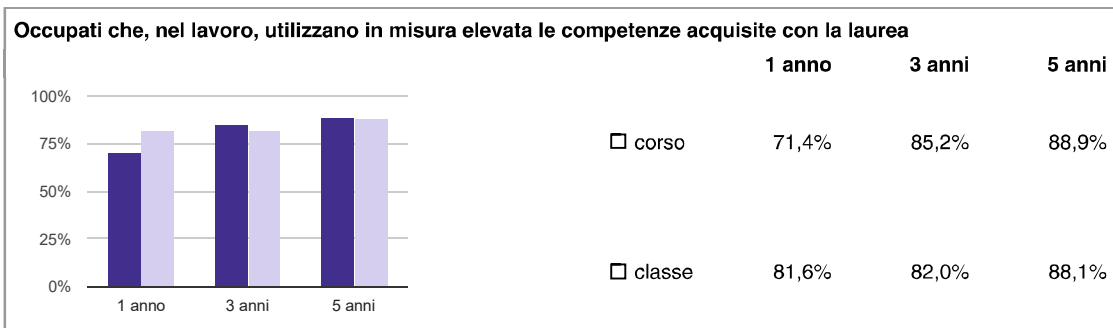 Occupati che, nel lavoro, utilizzano in misura elevata le competenze acquisite con la laurea
1 anno 3 anni 5 anni
100%
75%
50%
25%
0%
1 anno 3 anni 5 anni
corso 71,4% 85,2% 88,9%
classe 81,6% 82,0% 88,1%